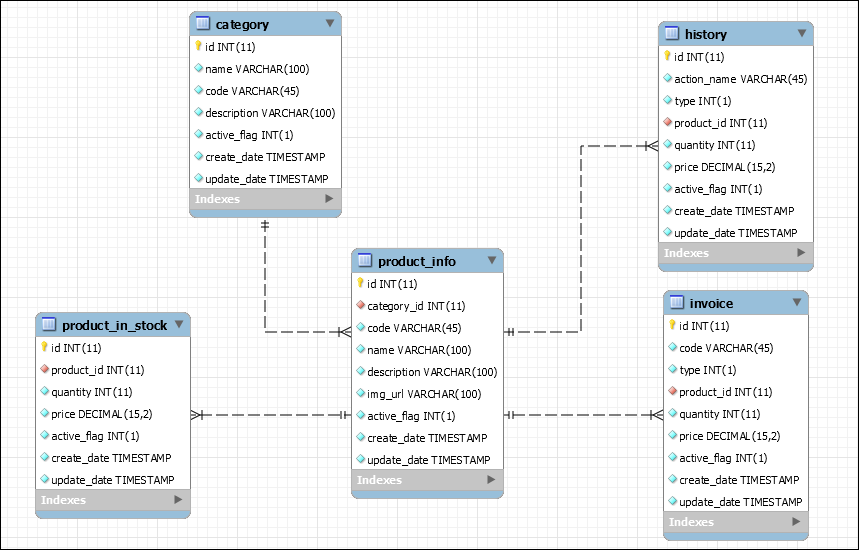 category
id INT(11)
name VARCHAR(100)
code VARCHAR(45)
description VARCHAR(100)
active_flag INT(1)
create_date TIMESTAMP
update_date TIMESTAMP
Indexes
history
id INT(11)
action_name VARCHAR(45)
type INT(1)
product_id INT(11)
quantity INT(11)
price DECIMAL(15,2)
active_flag INT(1)
create_date TIMESTAMP
update_date TIMESTAMP
Indexes
product_info
id INT(11)
category_id INT(11)
code VARCHAR(45)
name VARCHAR(100)
description VARCHAR(100)
img_url VARCHAR(100)
active_flag INT(1)
create_date TIMESTAMP
update_date TIMESTAMP
Indexes
product_in_stock
id INT(11)
product_id INT(11)
quantity INT(11)
price DECIMAL(15,2)
active_flag INT(1)
create_date TIMESTAMP
update_date TIMESTAMP
Indexes
invoice
id INT(11)
code VARCHAR(45)
type INT(1)
product_id INT(11)
quantity INT(11)
price DECIMAL(15,2)
active_flag INT(1)
create_date TIMESTAMP
update_date TIMESTAMP
Indexes